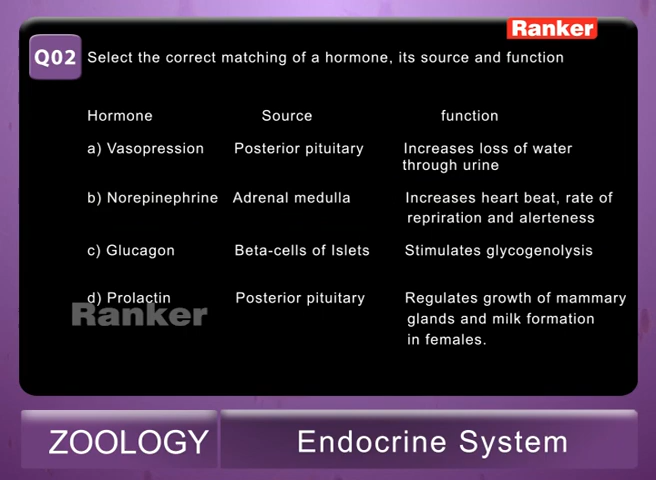 Ranker
Q02 Select the correct matching of a hormone, its source and function
Hormone Source function
a) Vasopression Posterior pituitary Increases loss of water
through urine
b) Norepinephrine Adrenal medulla Increases heart beat, rate of
repriration and alerteness
c) Glucagon Beta-cells of Islets Stimulates glycogenolysis
d) Prolactin Posterior pituitary Regulates growth of mammary
Ranker glands and milk formation
in females.
ZOOLOGY Endocrine System